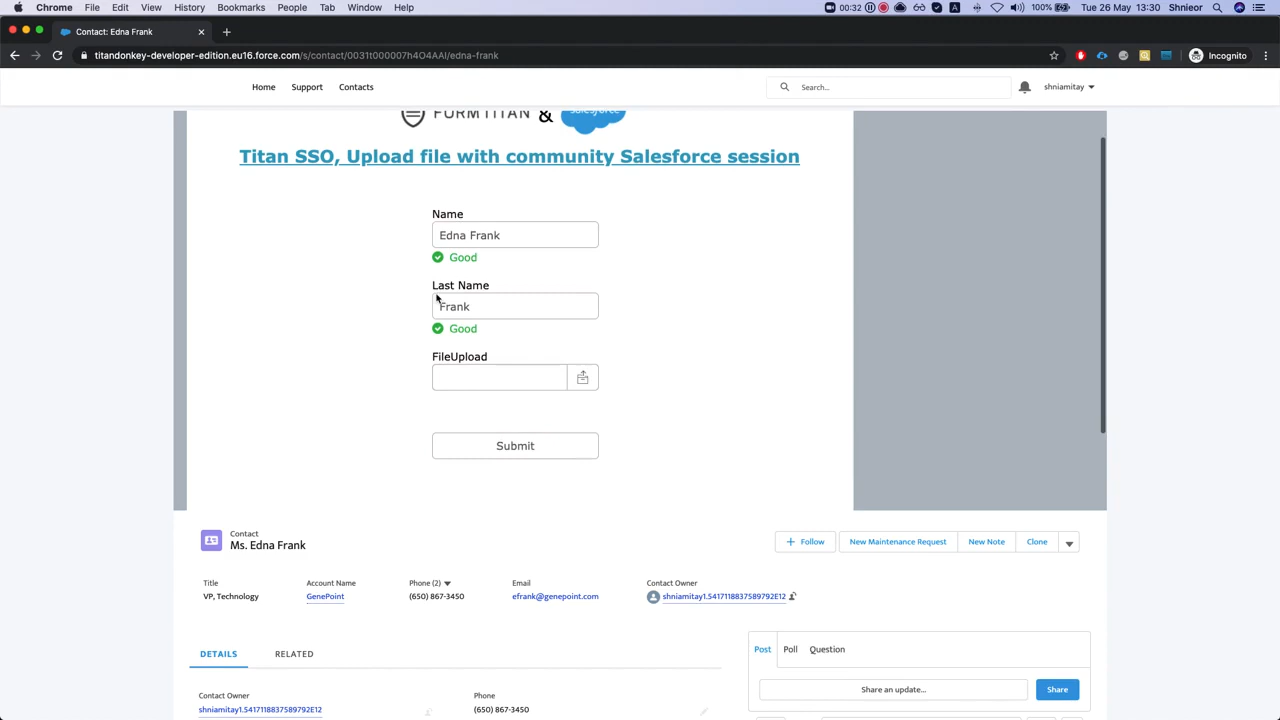 Chrome File Edit View History Bookmarks People Tab Window Help 00:32 Tue 26 May 13:30 Shnieor
Contact: Edna Frank
titandonkey-developer-edition.eu16.force.com/s/contact/0031t000007h4O4AAI/edna-frank Incognito
Home Support Contacts Search... shniamitay
FORMTITAN & salesforce
Titan SSO, Upload file with community Salesforce session
Name
Edna Frank
Good
Last Name
Frank
Good
FileUpload
Submit
Contact
Ms. Edna Frank
Follow New Maintenance Request New Note Clone
Title Account Name Phone (2) Email Contact Owner
VP, Technology GenePoint (650) 867-3450 efrank@genepoint.com shniamitay1.5417118837589792E12
Post Poll Question
DETAILS RELATED
Share an update... Share
Contact Owner Phone
shniamitay1.5417118837589792E12 (650) 867-3450